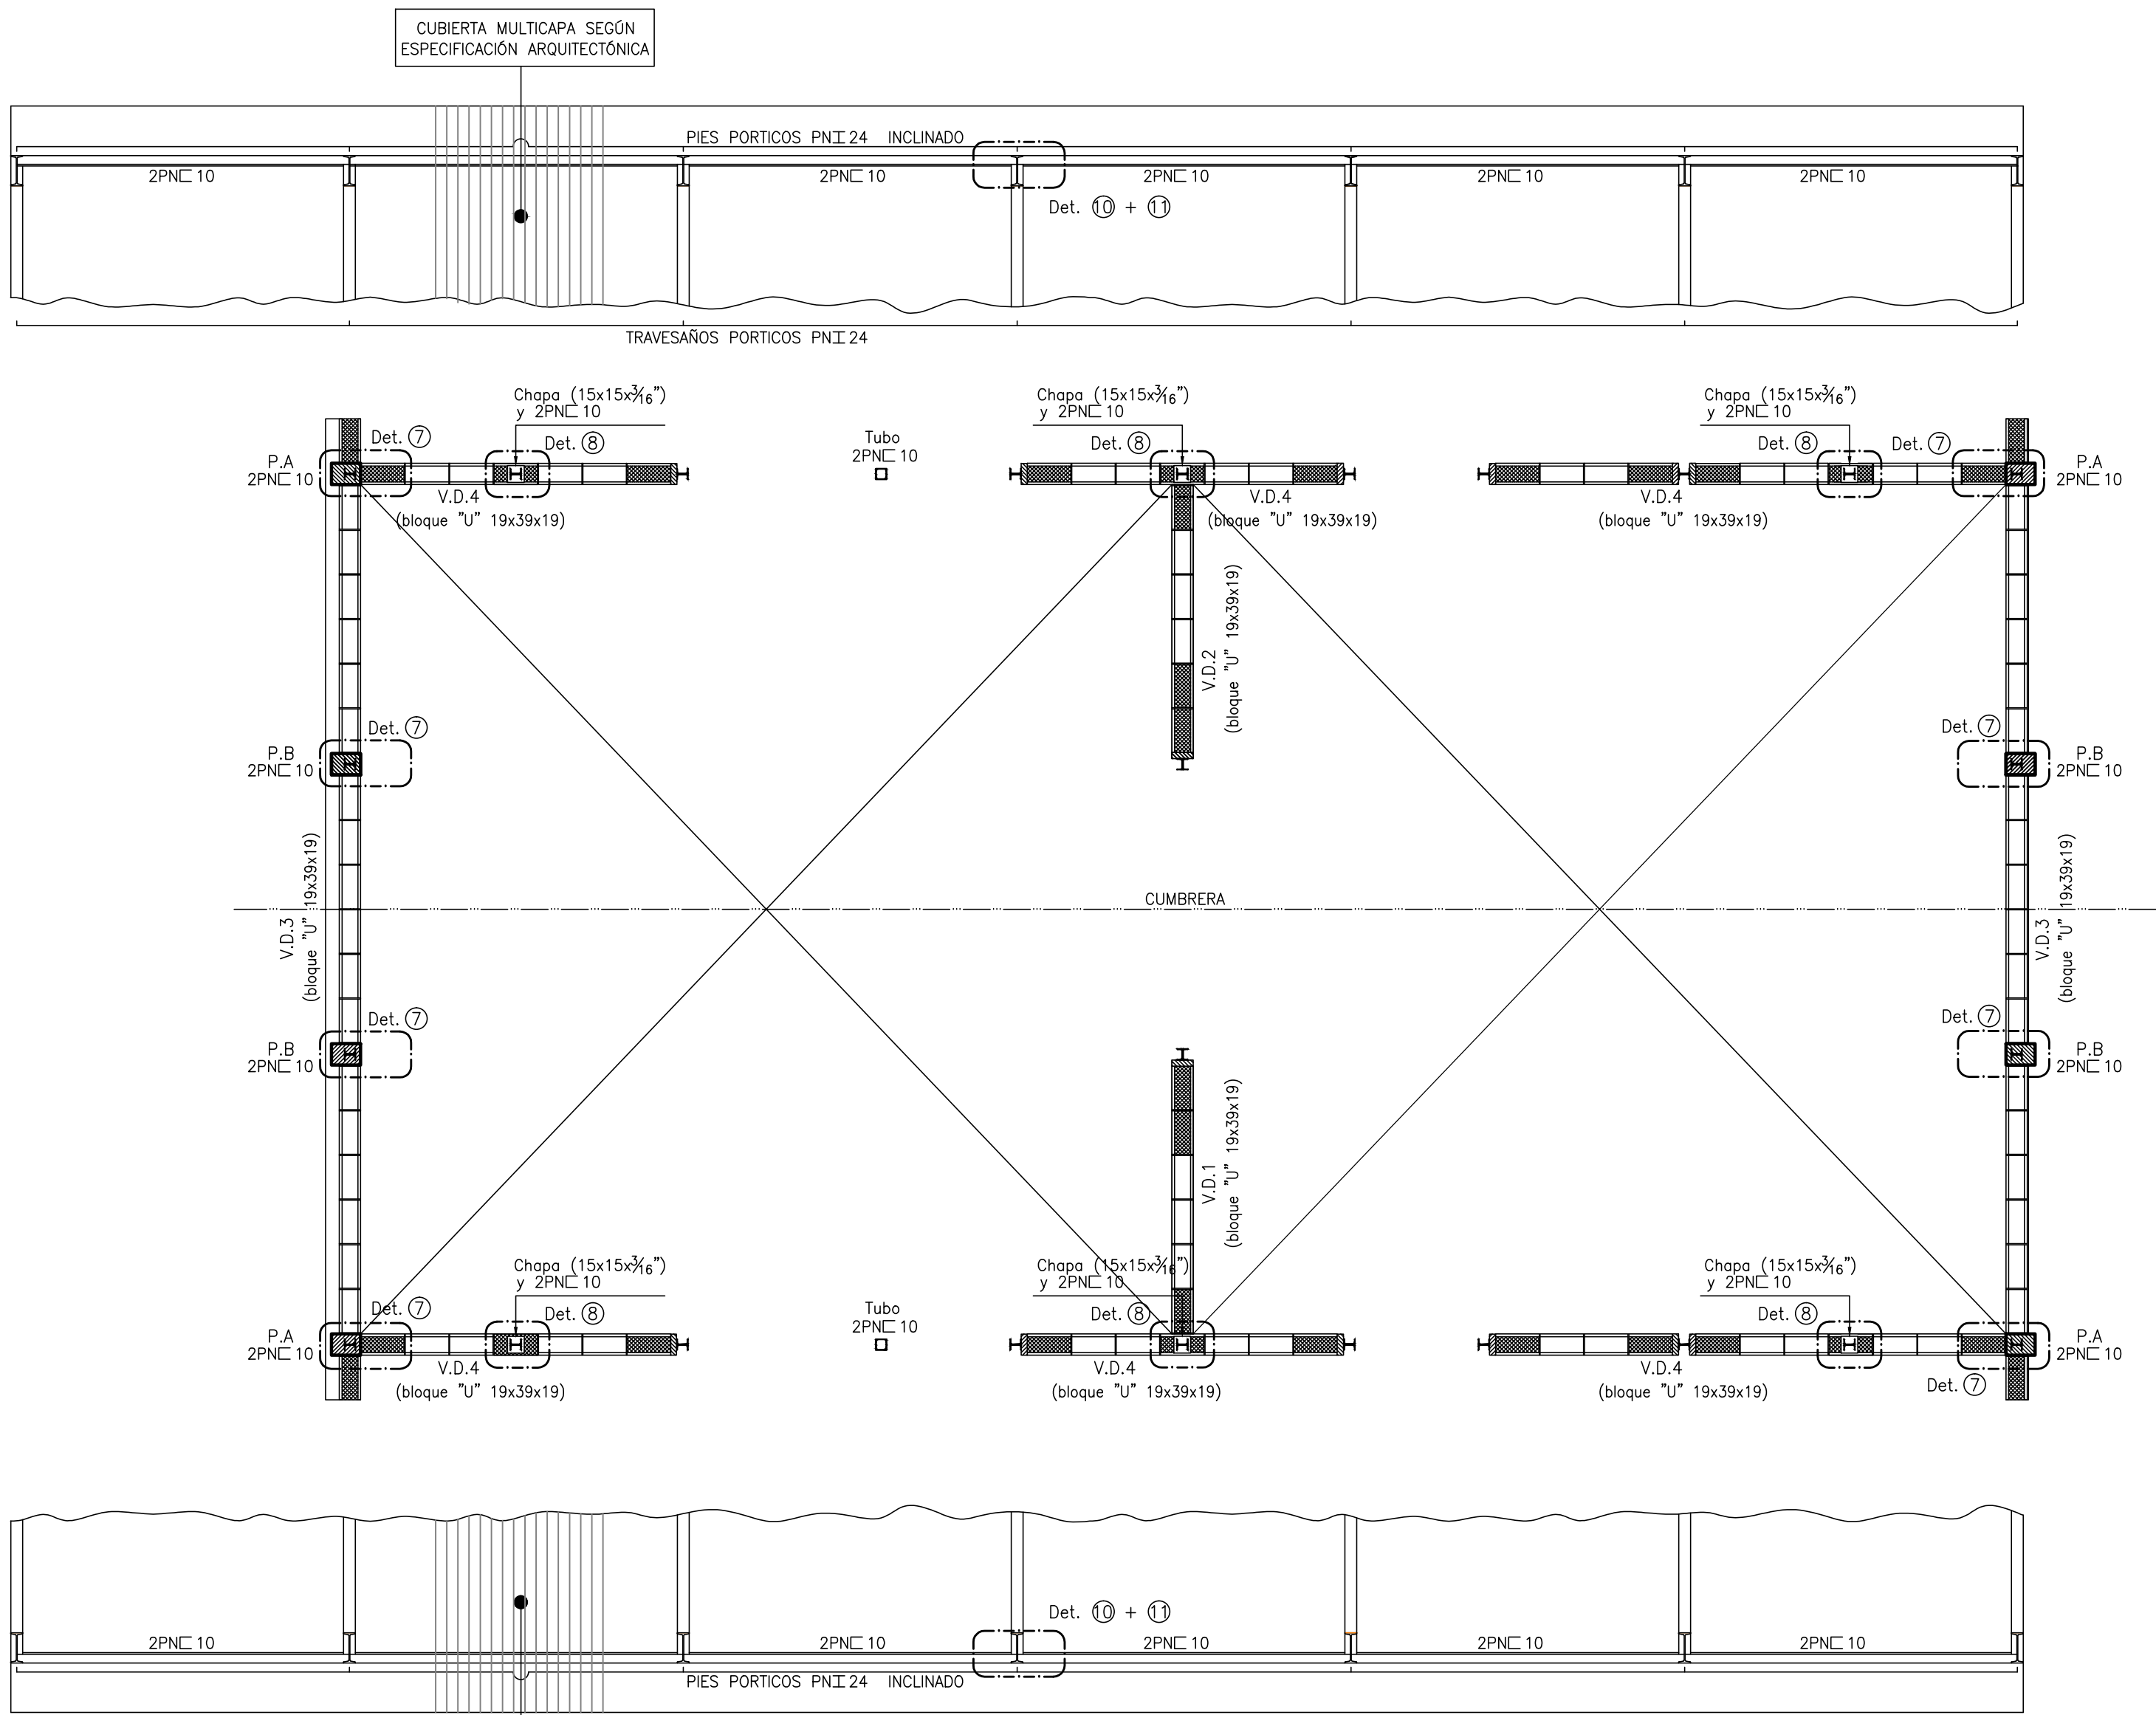 CUBIERTA MULTICAPA SEGÚN
ESPECIFICACIÓN ARQUITECTÓNICA
PIES PORTICOS PNI 24 INCLINADO
2PN⊏ 10
2PN⊏ 10
2PN⊏ 10
2PN⊏ 10
2PN⊏ 10
Det. 10 + 11
TRAVESAÑOS PORTICOS PNI 24
Chapa (15x15x3/16")
y 2PN⊏ 10
Chapa (15x15x3/16")
y 2PN⊏ 10
Chapa (15x15x3/16")
y 2PN⊏ 10
Det. 7
Det. 8
Tubo
2PN⊏ 10
Det. 8
Det. 8
Det. 7
P.A
2PN⊏ 10
P.A
2PN⊏ 10
V.D.4
(bloque "U" 19x39x19)
V.D.4
(bloque "U" 19x39x19)
V.D.4
(bloque "U" 19x39x19)
V.D.2
(bloque "U" 19x39x19)
Det. 7
P.B
2PN⊏ 10
Det. 7
P.B
2PN⊏ 10
V.D.3
(bloque "U" 19x39x19)
CUMBRERA
V.D.3
(bloque "U" 19x39x19)
Det. 7
P.B
2PN⊏ 10
Det. 7
P.B
2PN⊏ 10
V.D.1
(bloque "U" 19x39x19)
Chapa (15x15x3/16")
y 2PN⊏ 10
Chapa (15x15x3/16")
y 2PN⊏ 10
Chapa (15x15x3/16")
y 2PN⊏ 10
Det. 7
Det. 8
Tubo
2PN⊏ 10
Det. 8
Det. 8
P.A
2PN⊏ 10
P.A
2PN⊏ 10
V.D.4
(bloque "U" 19x39x19)
V.D.4
(bloque "U" 19x39x19)
V.D.4
(bloque "U" 19x39x19)
Det. 7
Det. 10 + 11
2PN⊏ 10
2PN⊏ 10
2PN⊏ 10
2PN⊏ 10
2PN⊏ 10
PIES PORTICOS PNI 24 INCLINADO